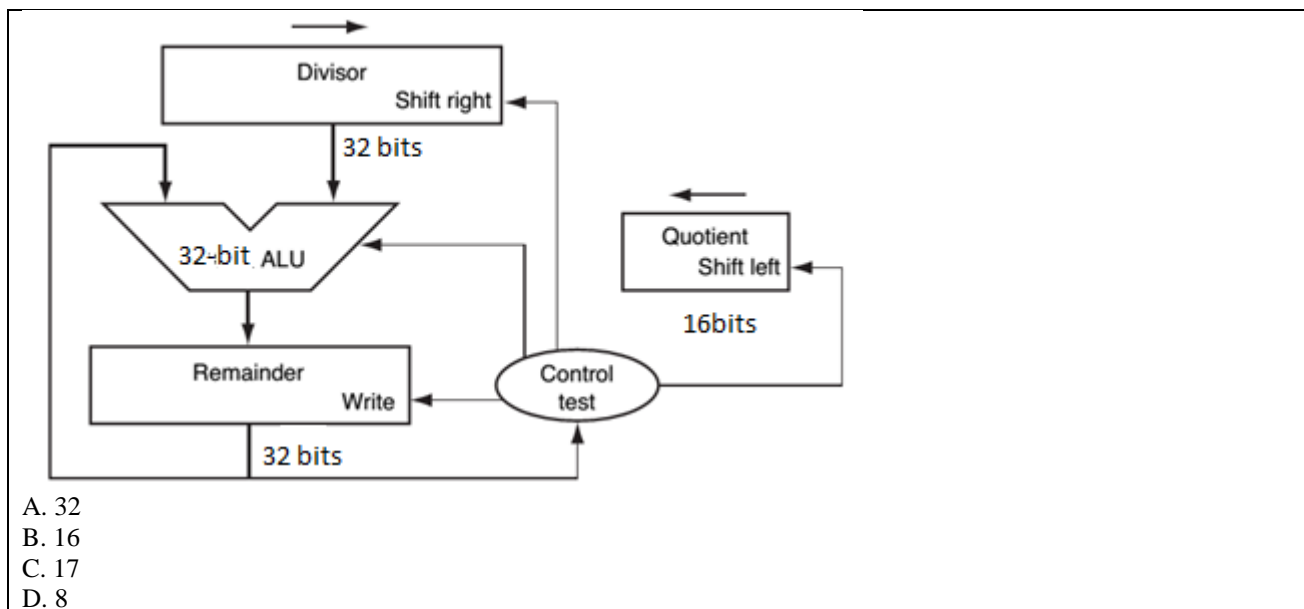 Divisor
Shift right
32 bits
32-bit ALU
Quotient
Shift left
16bits
Remainder
Write
Control
test
32 bits
A. 32
B. 16
C. 17
D. 8